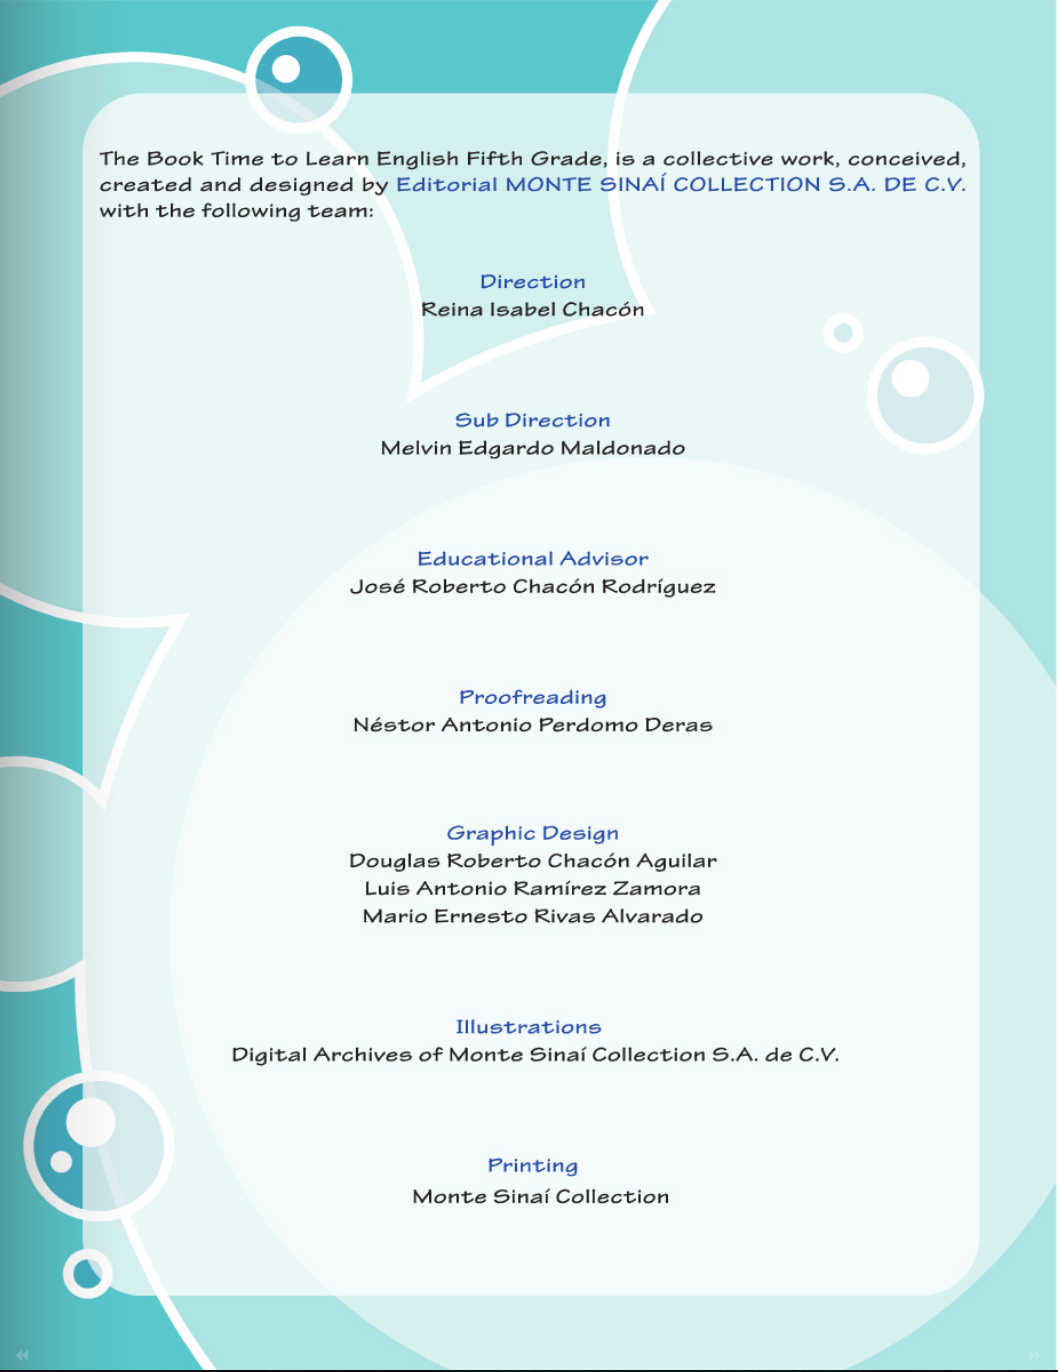 The Book Time to Learn English Fifth Grade, is a collective work, conceived,
created and designed by Editorial MONTE SINAÍ COLLECTION S.A. DE C.V.
with the following team:
Direction
Reina Isabel Chacón
Sub Direction
Melvin Edgardo Maldonado
Educational Advisor
José Roberto Chacón Rodríguez
Proofreading
Néstor Antonio Perdomo Deras
Graphic Design
Douglas Roberto Chacón Aguilar
Luis Antonio Ramírez Zamora
Mario Ernesto Rivas Alvarado
Illustrations
Digital Archives of Monte Sinaí Collection S.A. de C.V.
Printing
Monte Sinaí Collection